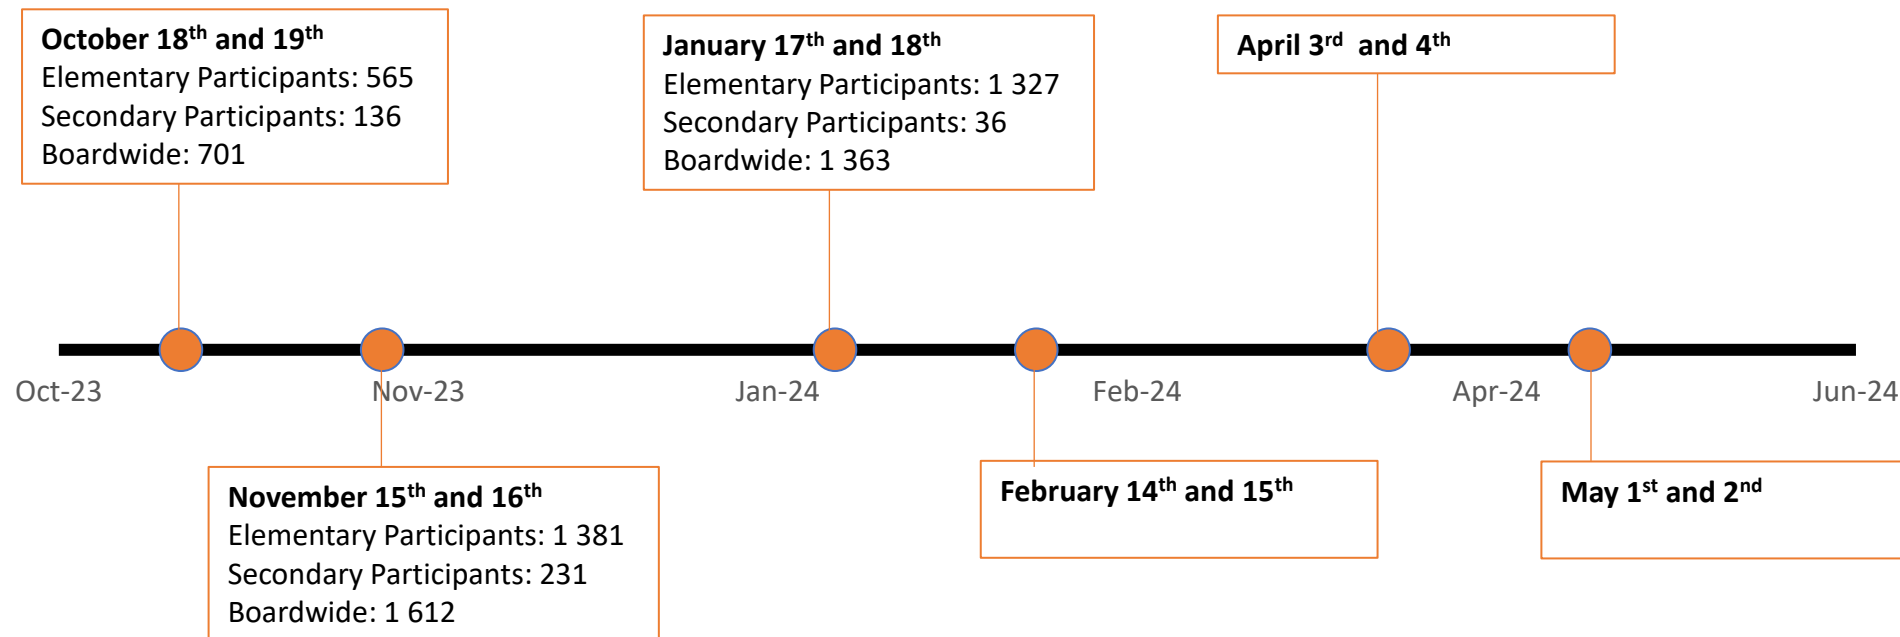 October 18th and 19th
Elementary Participants: 565
Secondary Participants: 136
Boardwide: 701
January 17th and 18th
Elementary Participants: 1 327
Secondary Participants: 36
Boardwide: 1 363
April 3rd and 4th
Oct-23
Nov-23
Jan-24
Feb-24
Apr-24
Jun-24
November 15th and 16th
Elementary Participants: 1 381
Secondary Participants: 231
Boardwide: 1 612
February 14th and 15th
May 1st and 2nd